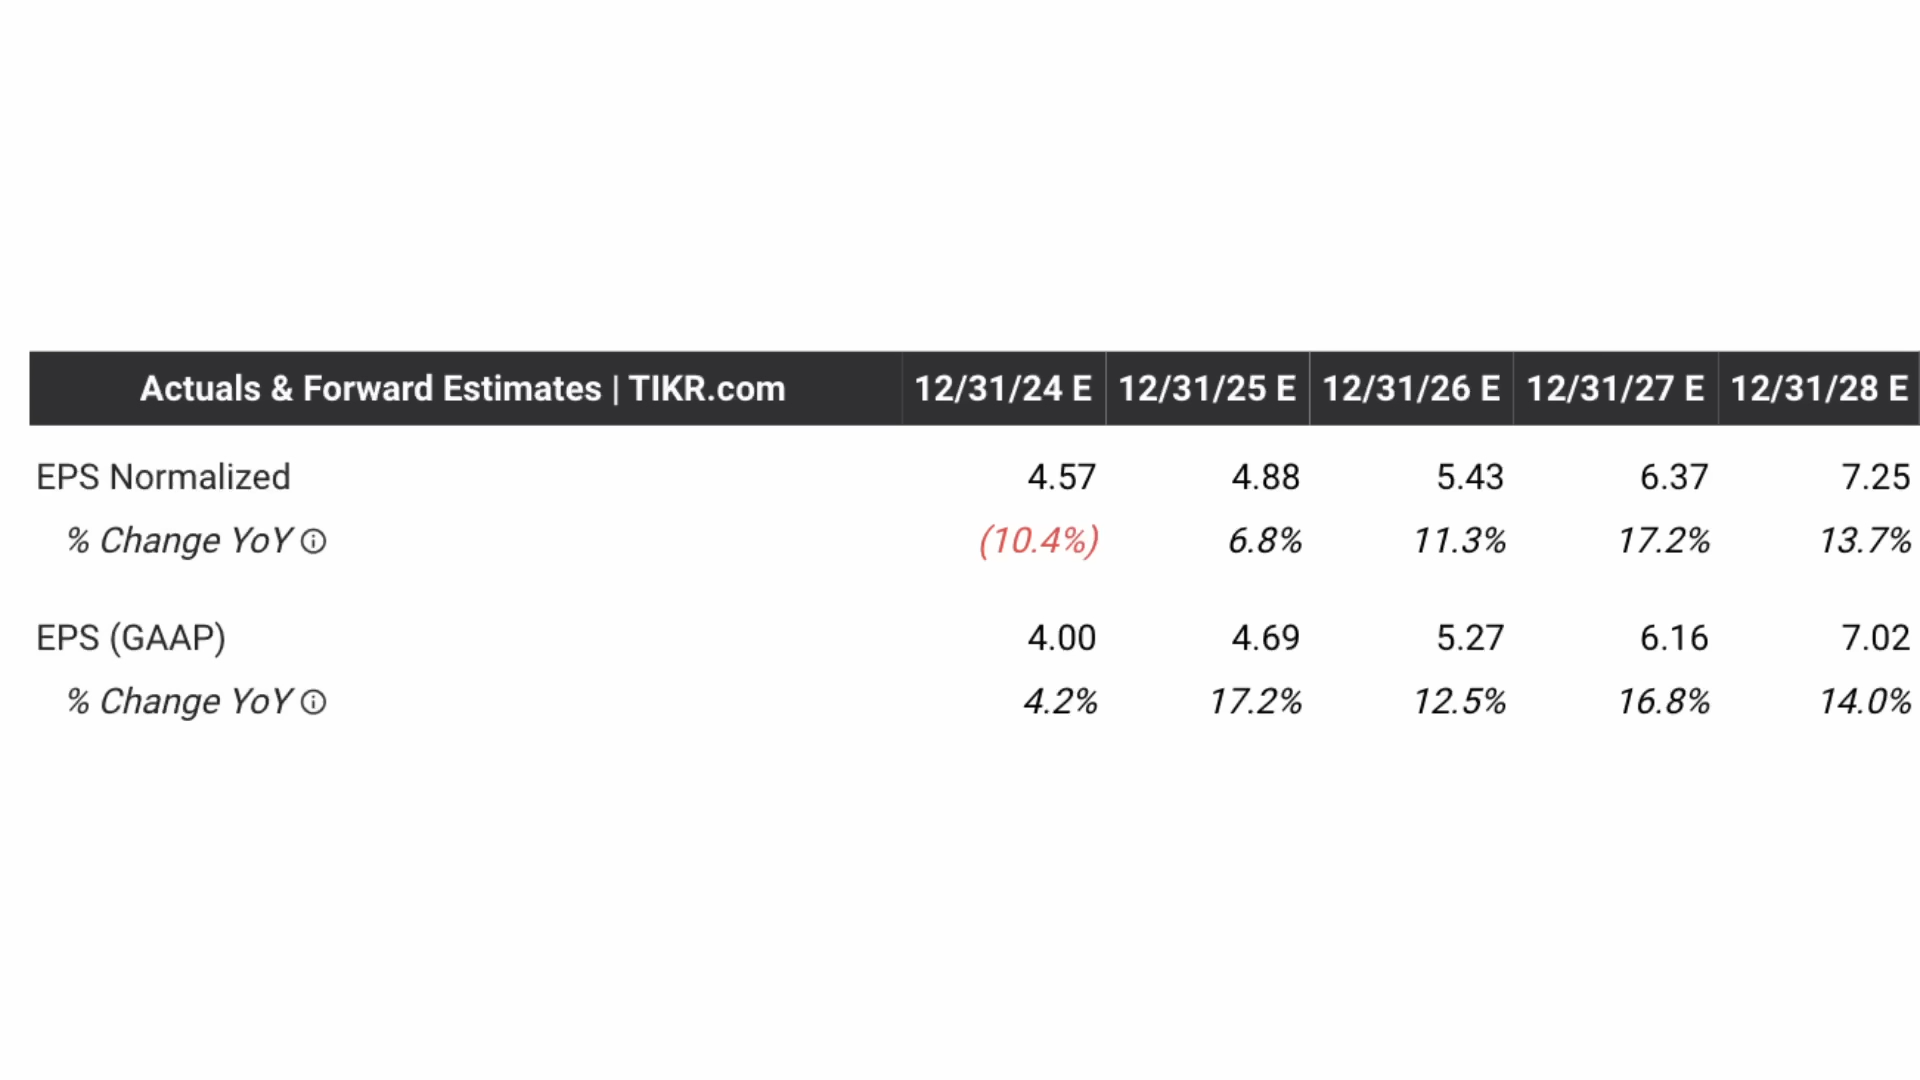 Actuals & Forward Estimates | TIKR.com 12/31/24 E 12/31/25 E 12/31/26 E 12/31/27 E 12/31/28 E
EPS Normalized 4.57 4.88 5.43 6.37 7.25
% Change YoY (10.4%) 6.8% 11.3% 17.2% 13.7%
EPS (GAAP) 4.00 4.69 5.27 6.16 7.02
% Change YoY 4.2% 17.2% 12.5% 16.8% 14.0%